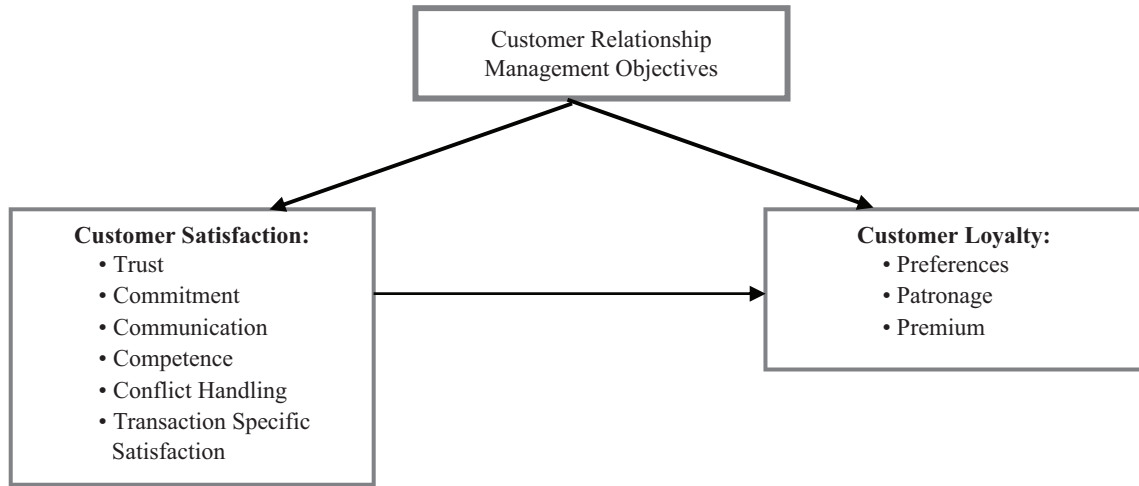 Customer Relationship
Management Objectives
Customer Satisfaction:
• Trust
• Commitment
• Communication
• Competence
• Conflict Handling
• Transaction Specific
Satisfaction
Customer Loyalty:
• Preferences
• Patronage
• Premium